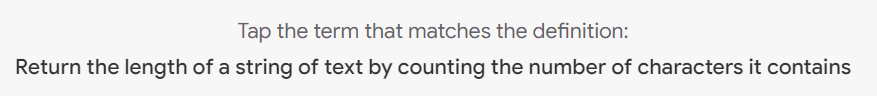 Tap the term that matches the definition:
Return the length of a string of text by counting the number of characters it contains